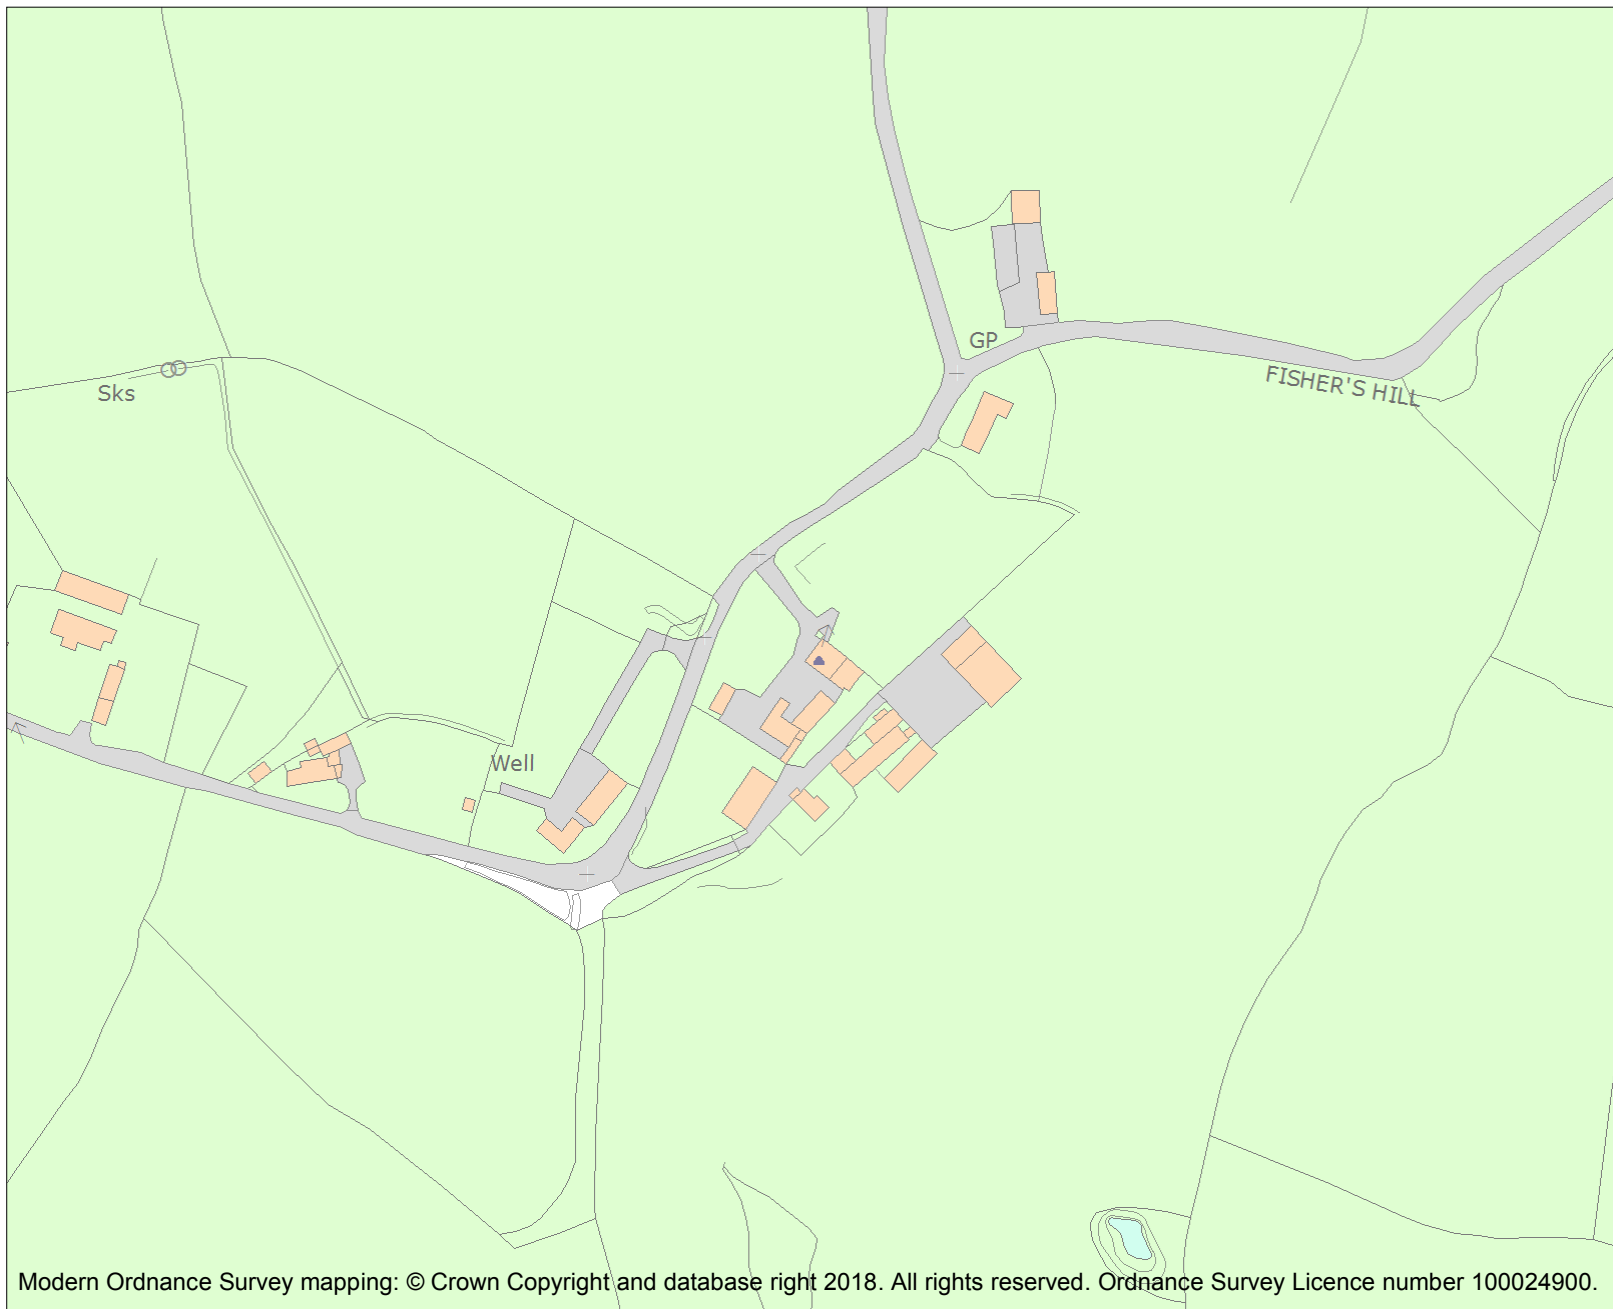 GP
FISHER'S HILL
Sks
Well
Modern Ordnance Survey mapping: © Crown Copyright and database right 2018. All rights reserved. Ordnance Survey Licence number 100024900.